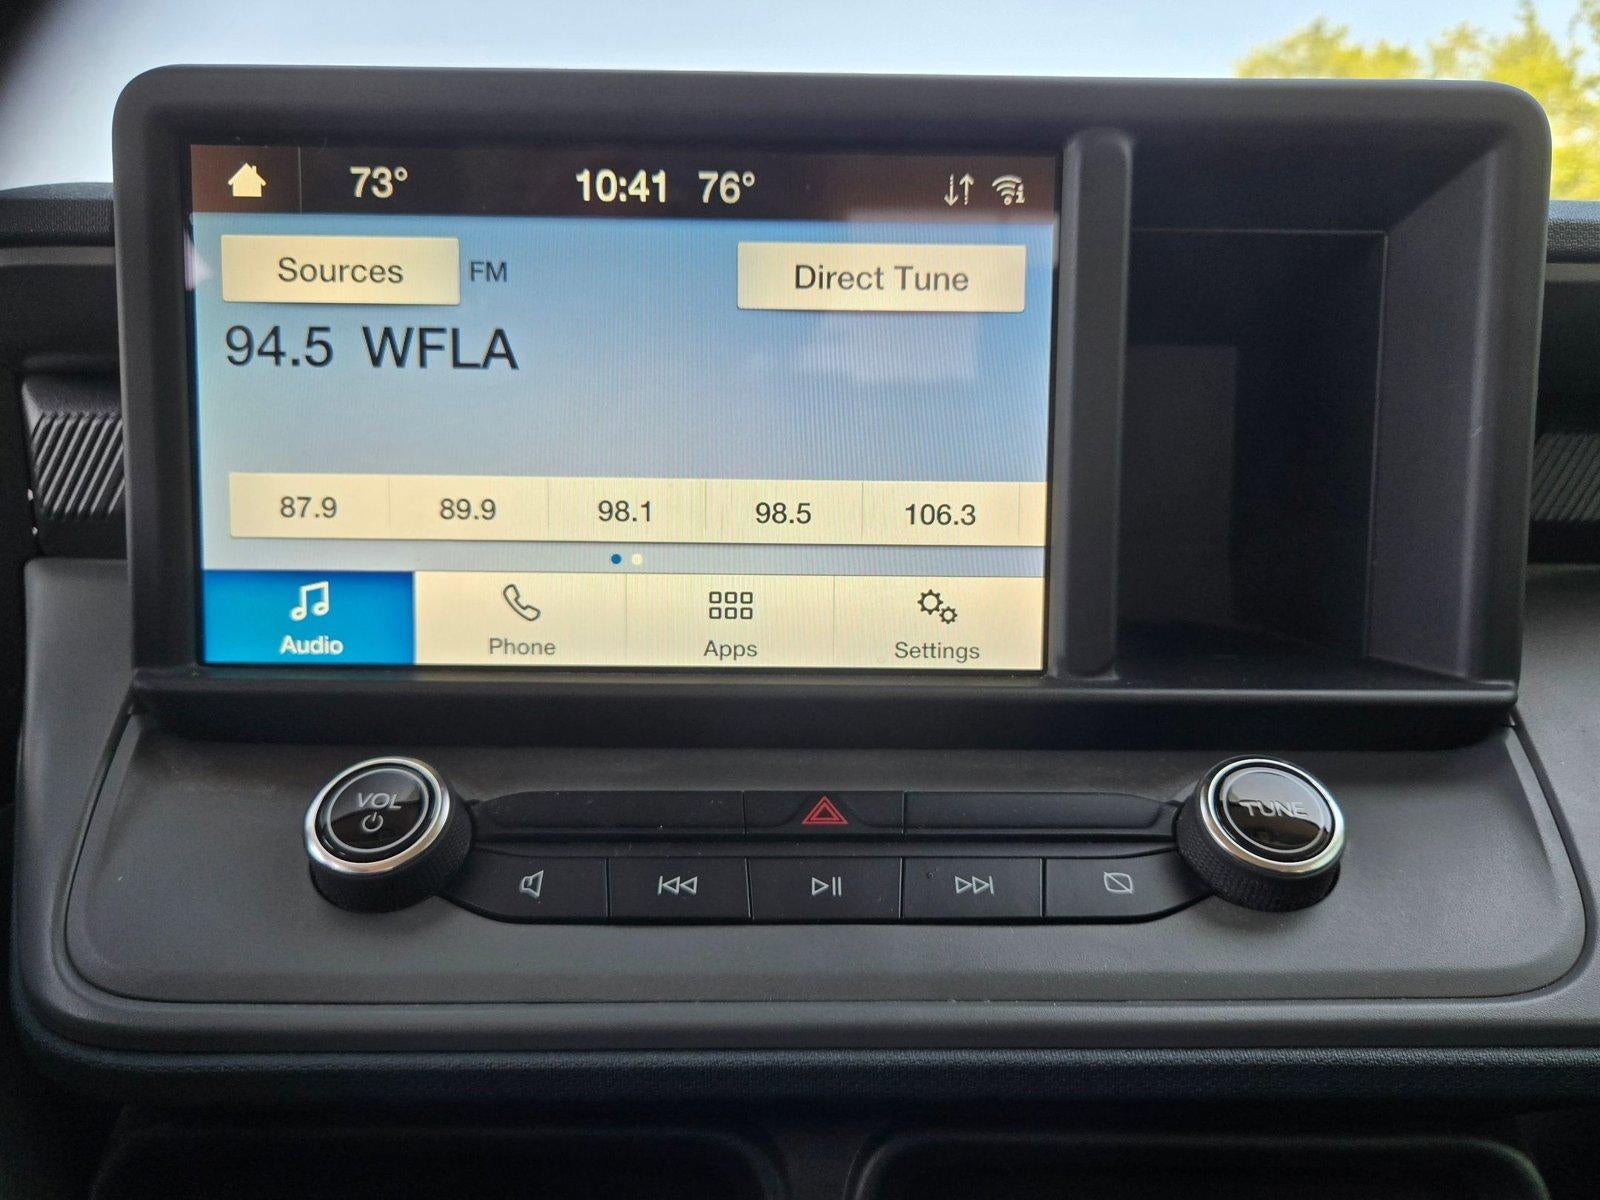 73° 10:41 76°
Sources FM Direct Tune
94.5 WFLA
87.9 89.9 98.1 98.5 106.3
Audio Phone Apps Settings
VOL TUNE